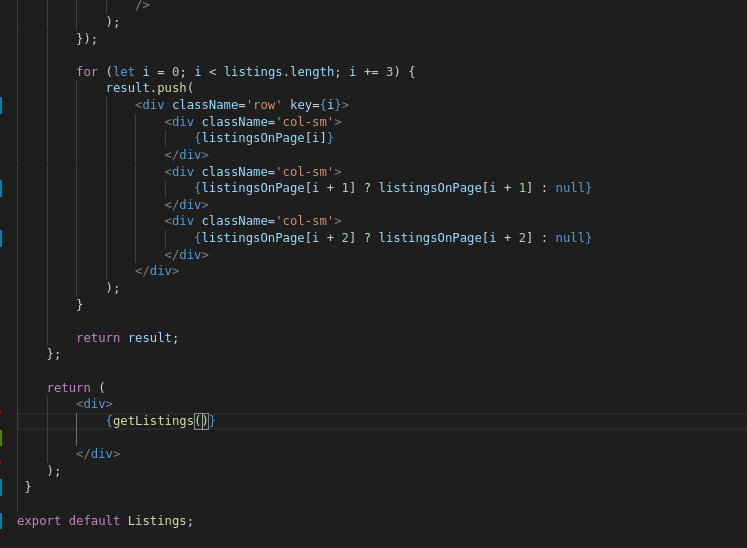 />
);
});
for (let i = 0; i < listings.length; i += 3) {
result.push(
<div className='row' key={i}>
<div className='col-sm'>
{listingsOnPage[i]}
</div>
<div className='col-sm'>
{listingsOnPage[i + 1] ? listingsOnPage[i + 1] : null}
</div>
<div className='col-sm'>
{listingsOnPage[i + 2] ? listingsOnPage[i + 2] : null}
</div>
</div>
);
}
return result;
};
return (
<div>
{getListings()}
</div>
);
}
export default Listings;